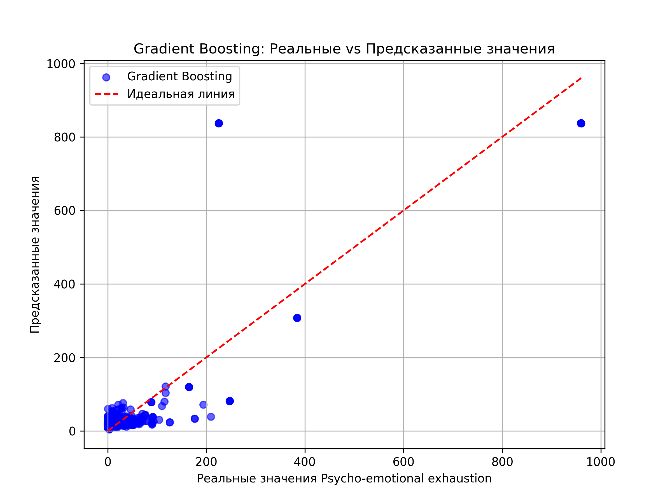 Gradient Boosting: Реальные vs Предсказанные значения
Gradient Boosting
Идеальная линия
1000
800
600
400
200
0
Предсказанные значения
0 200 400 600 800 1000
Реальные значения Psycho-emotional exhaustion